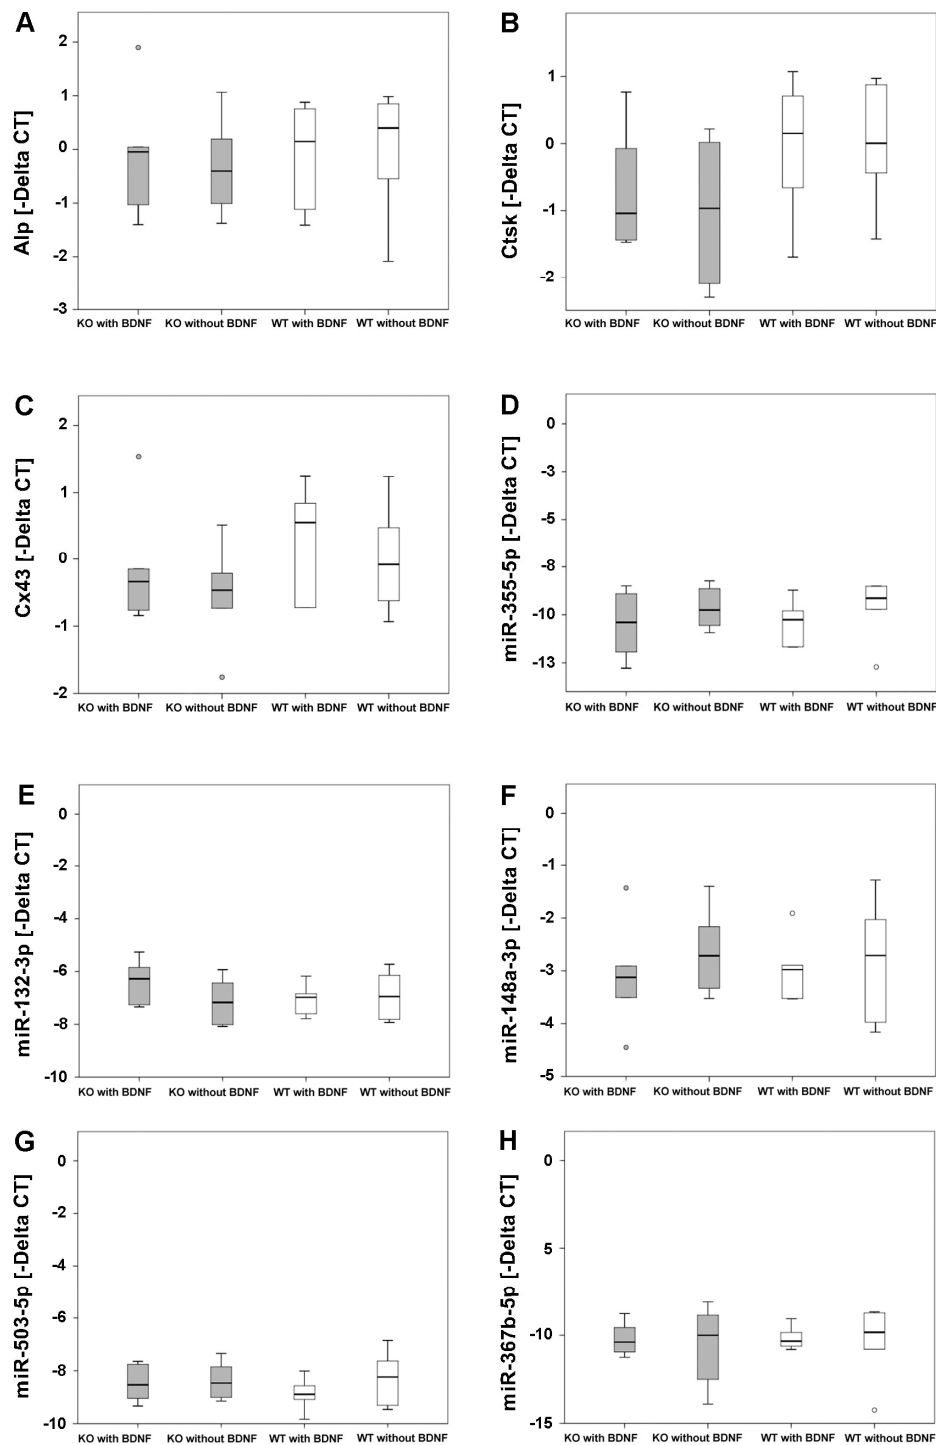 A
Alp [-Delta CT]
2
1
0
-1
-2
-3
KO with BDNF KO without BDNF WT with BDNF WT without BDNF
B
Ctsk [-Delta CT]
1
0
-1
-2
KO with BDNF KO without BDNF WT with BDNF WT without BDNF
C
Cx43 [-Delta CT]
2
1
0
-1
-2
KO with BDNF KO without BDNF WT with BDNF WT without BDNF
D
miR-355-5p [-Delta CT]
0
-3
-5
-8
-10
-13
KO with BDNF KO without BDNF WT with BDNF WT without BDNF
E
miR-132-3p [-Delta CT]
0
-2
-4
-6
-8
-10
KO with BDNF KO without BDNF WT with BDNF WT without BDNF
F
miR-148a-3p [-Delta CT]
0
-1
-2
-3
-4
-5
KO with BDNF KO without BDNF WT with BDNF WT without BDNF
G
miR-503-5p [-Delta CT]
0
-2
-4
-6
-8
-10
KO with BDNF KO without BDNF WT with BDNF WT without BDNF
H
miR-367b-5p [-Delta CT]
0
5
-10
-15
KO with BDNF KO without BDNF WT with BDNF WT without BDNF